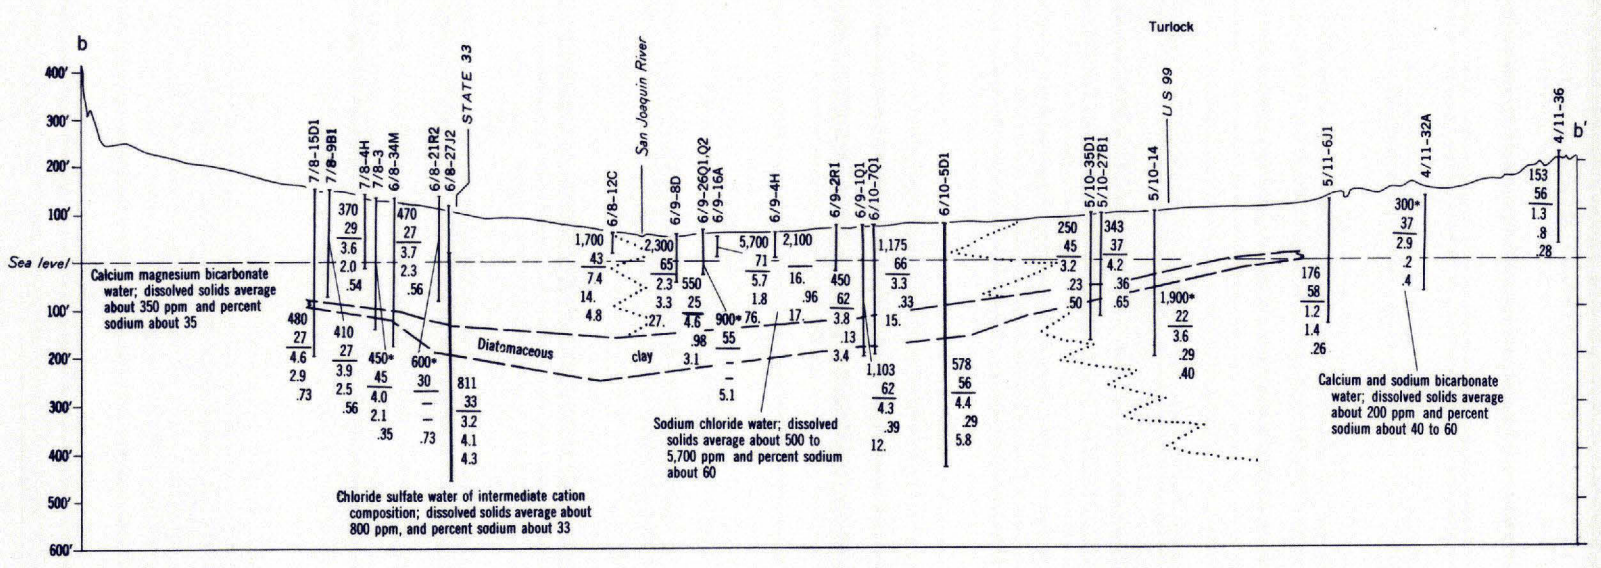 Turlock
b
b'
400'
300'
200'
100'
Sea level
100'
200'
300'
400'
500'
600'
STATE 33
San Joaquin River
U S 99
7/8-15D1
7/8-9B1
7/8-4H
7/8-3
6/8-34M
6/8-21R2
6/8-27J2
6/8-12C
6/9-8D
6/9-26Q1,Q2
6/9-16A
6/9-4H
6/9-2R1
6/9-1Q1
6/10-7Q1
6/10-5D1
5/10-35D1
5/10-27B1
5/10-14
5/11-6J1
4/11-32A
4/11-36
370
29
3.6
2.0
.54
470
27
3.7
2.3
.56
480
27
4.6
2.9
.73
410
27
3.9
2.5
.56
450*
45
4.0
2.1
.35
600*
30
–
–
.73
811
33
3.2
4.1
4.3
1,700
43
7.4
14.
4.8
2,300
65
2.3
3.3
27.
550
25
4.6
.98
3.1
900*
55
–
–
5.1
5,700
71
5.7
1.8
76.
2,100
16.
.96
17.
450
62
3.8
.13
3.4
1,175
66
3.3
.33
15.
1,103
62
4.3
.39
12.
578
56
4.4
.29
5.8
250
45
3.2
.23
.50
343
37
4.2
.36
.65
1,900*
22
3.6
.29
.40
176
58
1.2
1.4
.26
300*
37
2.9
.2
.4
153
56
1.3
.8
.28
Calcium magnesium bicarbonate
water; dissolved solids average
about 350 ppm and percent
sodium about 35
Diatomaceous
clay
Chloride sulfate water of intermediate cation
composition; dissolved solids average about
800 ppm, and percent sodium about 33
Sodium chloride water; dissolved
solids average about 500 to
5,700 ppm and percent sodium
about 60
Calcium and sodium bicarbonate
water; dissolved solids average
about 200 ppm and percent
sodium about 40 to 60